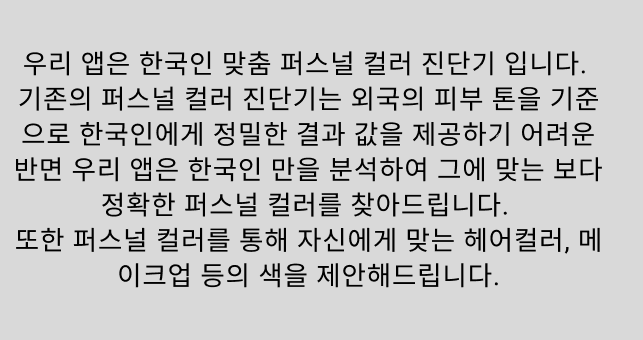 우리 앱은 한국인 맞춤 퍼스널 컬러 진단기 입니다.
기존의 퍼스널 컬러 진단기는 외국의 피부 톤을 기준
으로 한국인에게 정밀한 결과 값을 제공하기 어려운
반면 우리 앱은 한국인 만을 분석하여 그에 맞는 보다
정확한 퍼스널 컬러를 찾아드립니다.
또한 퍼스널 컬러를 통해 자신에게 맞는 헤어컬러, 메
이크업 등의 색을 제안해드립니다.